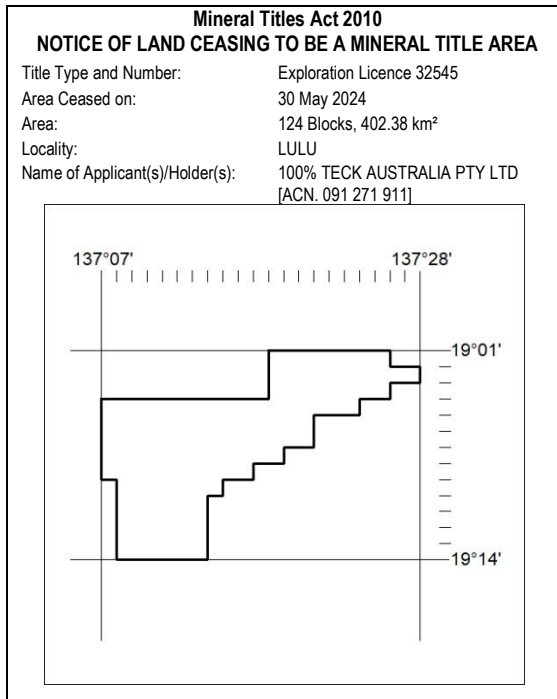 Mineral Titles Act 2010
NOTICE OF LAND CEASING TO BE A MINERAL TITLE AREA
Title Type and Number: Exploration Licence 32545
Area Ceased on: 30 May 2024
Area: 124 Blocks, 402.38 km²
Locality: LULU
Name of Applicant(s)/Holder(s): 100% TECK AUSTRALIA PTY LTD
[ACN. 091 271 911]
137°07' 137°28'
19°01'
19°14'